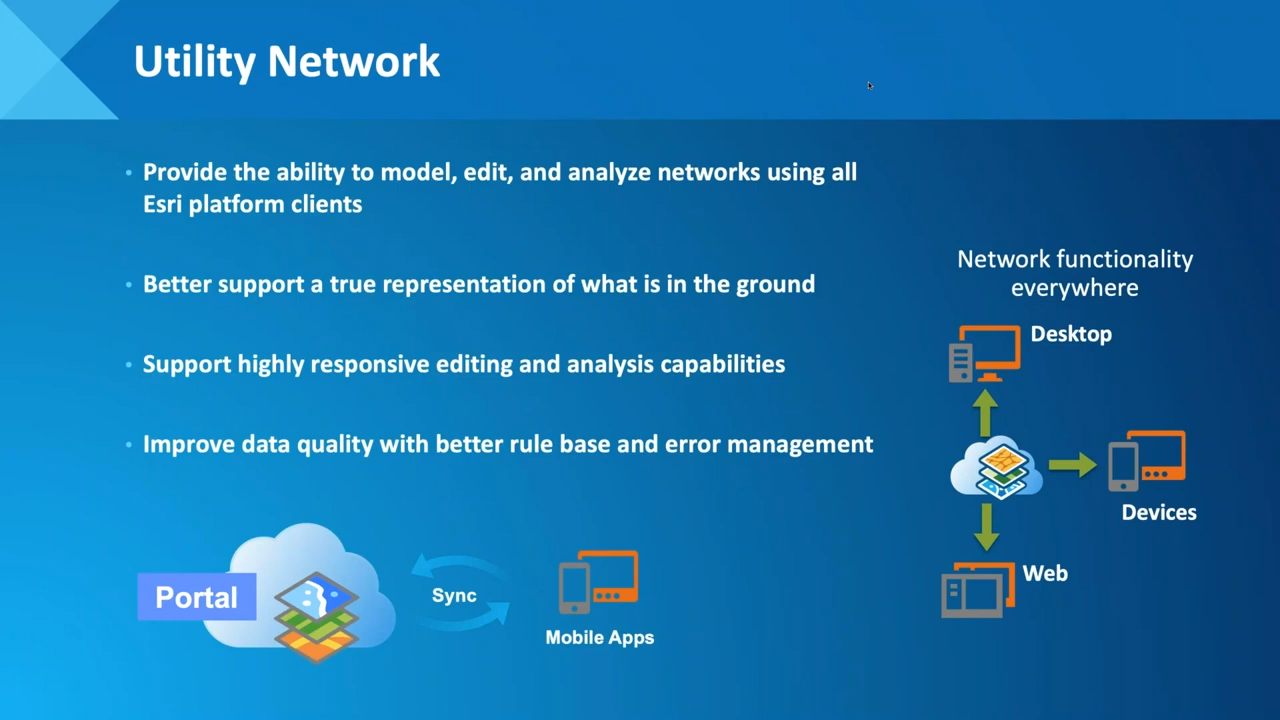 Utility Network
Provide the ability to model, edit, and analyze networks using all
Esri platform clients
Better support a true representation of what is in the ground
Support highly responsive editing and analysis capabilities
Improve data quality with better rule base and error management
Portal
Sync
Mobile Apps
Network functionality
everywhere
Desktop
Devices
Web